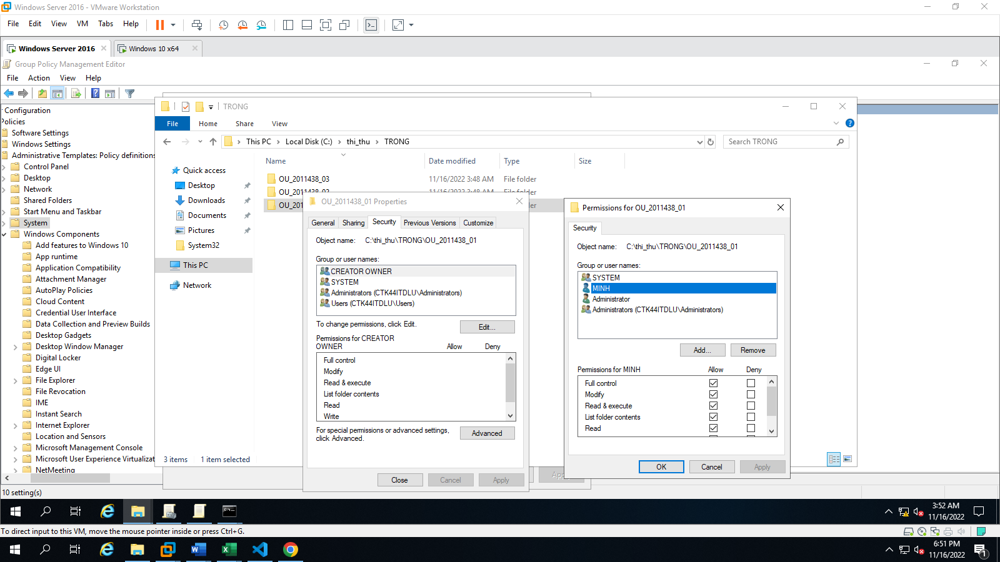 Windows Server 2016 - VMware Workstation
File Edit View VM Tabs Help
Windows Server 2016
Windows 10 x64
Group Policy Management Editor
File Action View Help
Configuration
Policies
Software Settings
Windows Settings
Administrative Templates: Policy definitions
Control Panel
Desktop
Network
Shared Folders
Start Menu and Taskbar
System
Windows Components
Add features to Windows 10
App runtime
Application Compatibility
Attachment Manager
AutoPlay Policies
Cloud Content
Credential User Interface
Data Collection and Preview Builds
Desktop Gadgets
Desktop Window Manager
Digital Locker
Edge UI
File Explorer
File Revocation
IME
Instant Search
Internet Explorer
Location and Sensors
Microsoft Management Console
Microsoft User Experience Virtualizat
NetMeeting
10 setting(s)
TRONG
File Home Share View
This PC > Local Disk (C:) > thi_thu > TRONG
Search TRONG
Quick access
Desktop
Downloads
Documents
Pictures
System32
This PC
Network
Name Date modified Type Size
OU_2011438_03 11/16/2022 3:48 AM File folder
OU_2011438_02 11/16/2022 3:48 AM File folder
3 items 1 item selected
OU_2011438_01 Properties
General Sharing Security Previous Versions Customize
Object name: C:\thi_thu\TRONG\OU_2011438_01
Group or user names:
CREATOR OWNER
SYSTEM
Administrators (CTK44ITDLU\Administrators)
Users (CTK44ITDLU\Users)
To change permissions, click Edit.
Edit...
Permissions for CREATOR
OWNER Allow Deny
Full control
Modify
Read & execute
List folder contents
Read
Write
For special permissions or advanced settings,
click Advanced.
Advanced
Close Cancel Apply
Permissions for OU_2011438_01
Security
Object name: C:\thi_thu\TRONG\OU_2011438_01
Group or user names:
SYSTEM
MINH
Administrator
Administrators (CTK44ITDLU\Administrators)
Add... Remove
Permissions for MINH Allow Deny
Full control
Modify
Read & execute
List folder contents
Read
OK Cancel Apply
3:52 AM
11/16/2022
To direct input to this VM, move the mouse pointer inside or press Ctrl+G.
6:51 PM
11/16/2022
1